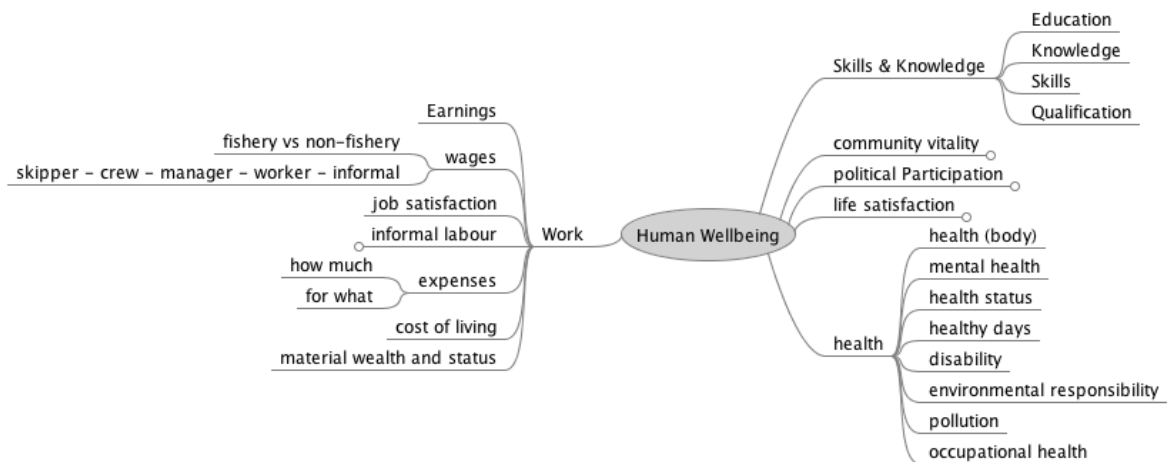 Human Wellbeing
Skills & Knowledge
Education
Knowledge
Skills
Qualification
community vitality
political Participation
life satisfaction
health
health (body)
mental health
health status
healthy days
disability
environmental responsibility
pollution
occupational health
Work
Earnings
wages
fishery vs non-fishery
skipper - crew - manager - worker - informal
job satisfaction
informal labour
expenses
how much
for what
cost of living
material wealth and status